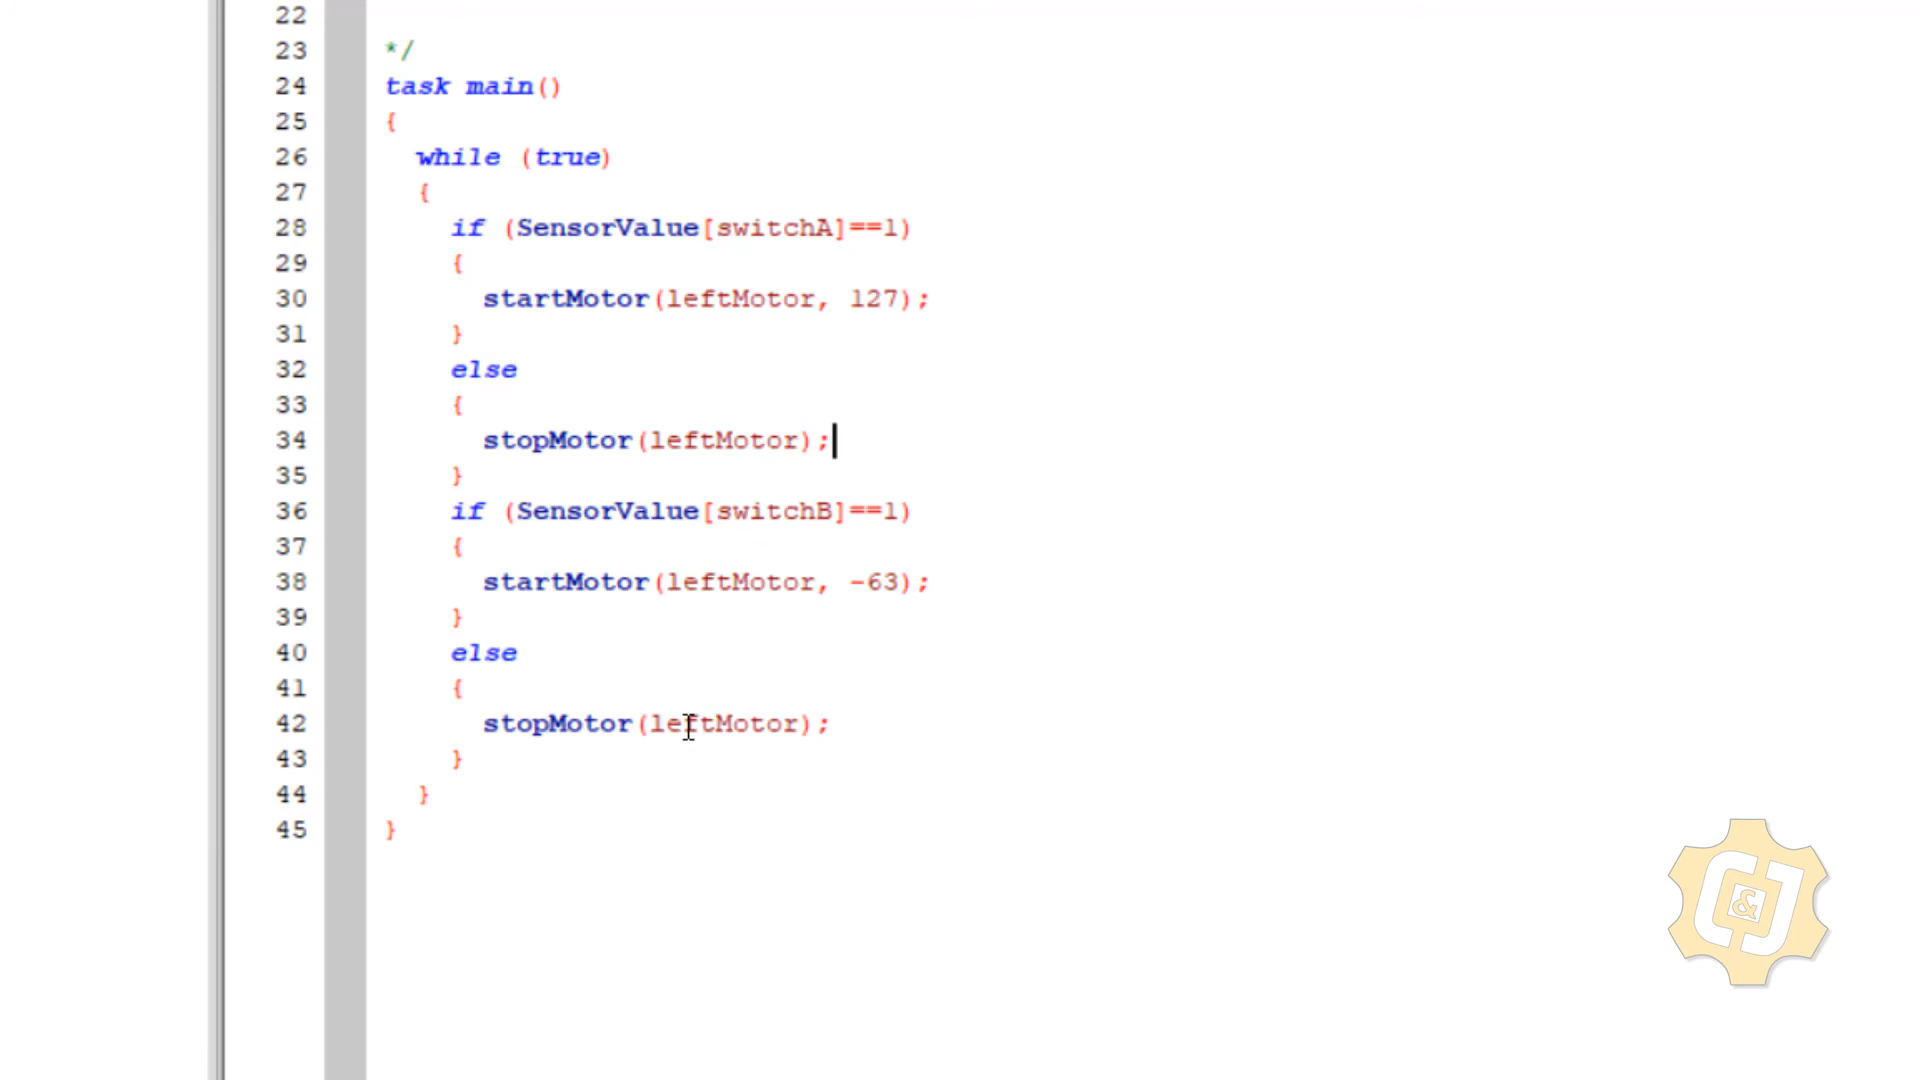 22
23 */
24 task main()
25 {
26 while (true)
27 {
28 if (SensorValue[switchA]==1)
29 {
30 startMotor(leftMotor, 127);
31 }
32 else
33 {
34 stopMotor(leftMotor);
35 }
36 if (SensorValue[switchB]==1)
37 {
38 startMotor(leftMotor, -63);
39 }
40 else
41 {
42 stopMotor(leftMotor);
43 }
44 }
45 }
C&J